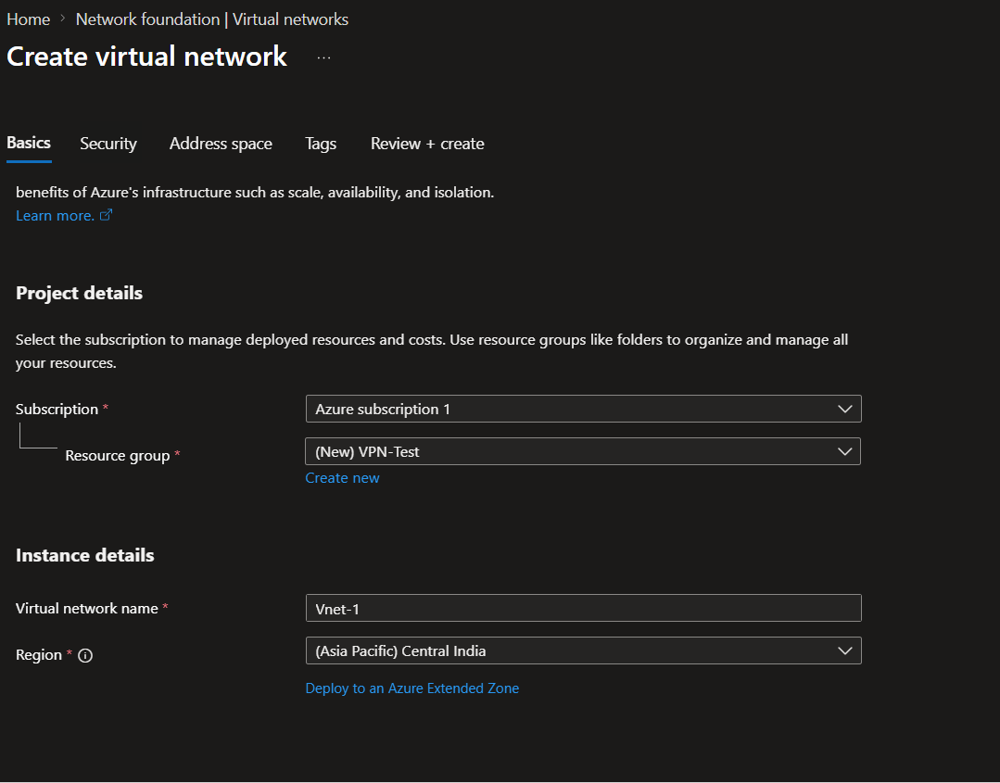 Home > Network foundation | Virtual networks
Create virtual network ...
Basics Security Address space Tags Review + create
benefits of Azure's infrastructure such as scale, availability, and isolation.
Learn more.
Project details
Select the subscription to manage deployed resources and costs. Use resource groups like folders to organize and manage all
your resources.
Subscription * Azure subscription 1
Resource group * (New) VPN-Test
Create new
Instance details
Virtual network name * Vnet-1
Region * (Asia Pacific) Central India
Deploy to an Azure Extended Zone